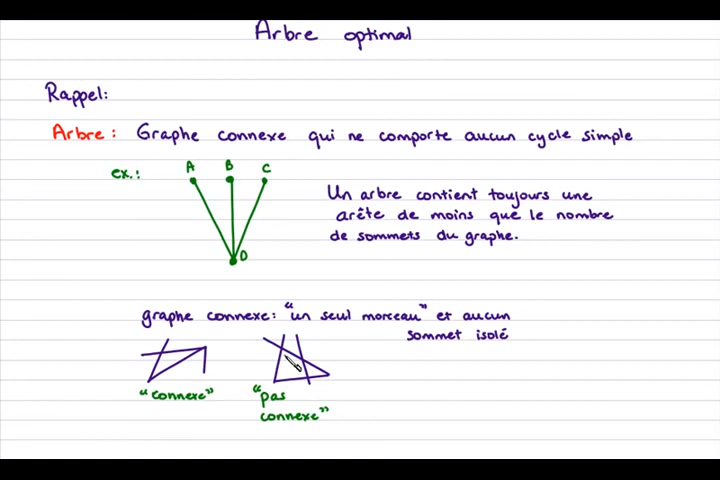 Arbre optimal
Rappel:
Arbre: Graphe connexe qui ne comporte aucun cycle simple
ex.:
A B C
D
Un arbre contient toujours une
arête de moins que le nombre
de sommets du graphe.
graphe connexe: "un seul morceau" et aucun
sommet isolé
"connexe"
"pas
connexe"